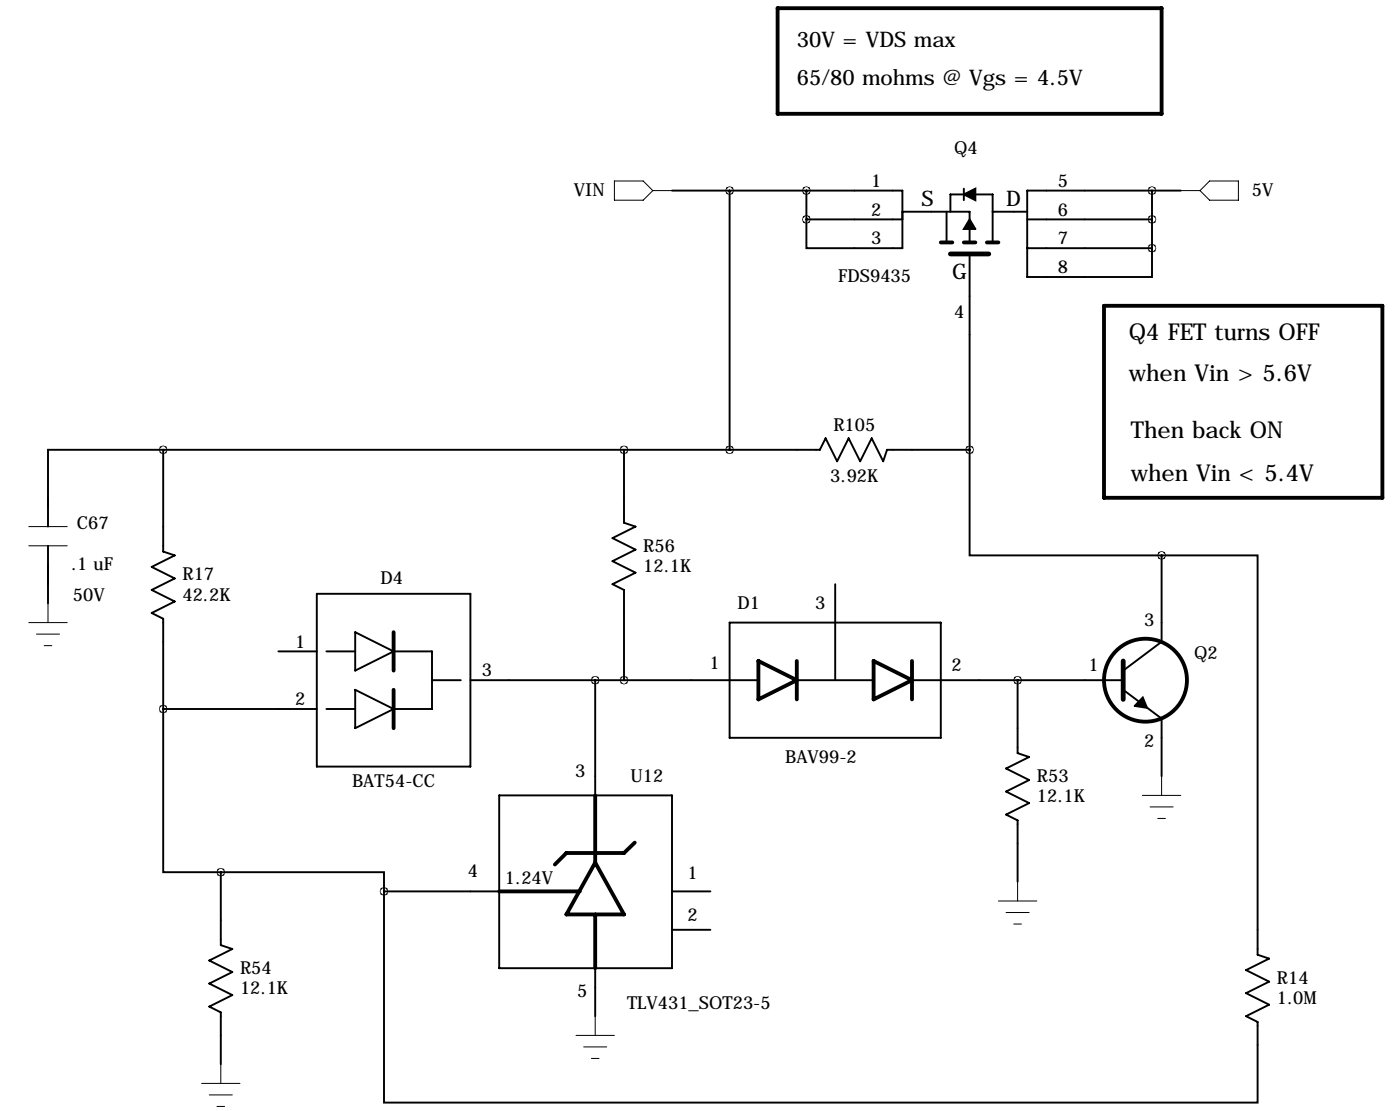 30V = VDS max
65/80 mohms @ Vgs = 4.5V
Q4
VIN
1
2
3
S
D
5
6
7
8
5V
FDS9435
G
4
Q4 FET turns OFF
when Vin > 5.6V
Then back ON
when Vin < 5.4V
R105
3.92K
C67
.1 uF
50V
R17
42.2K
R56
12.1K
D4
1
2
3
BAT54-CC
D1
3
1
2
BAV99-2
3
1
Q2
2
R53
12.1K
3
U12
4
1.24V
1
2
5
TLV431_SOT23-5
R54
12.1K
R14
1.0M